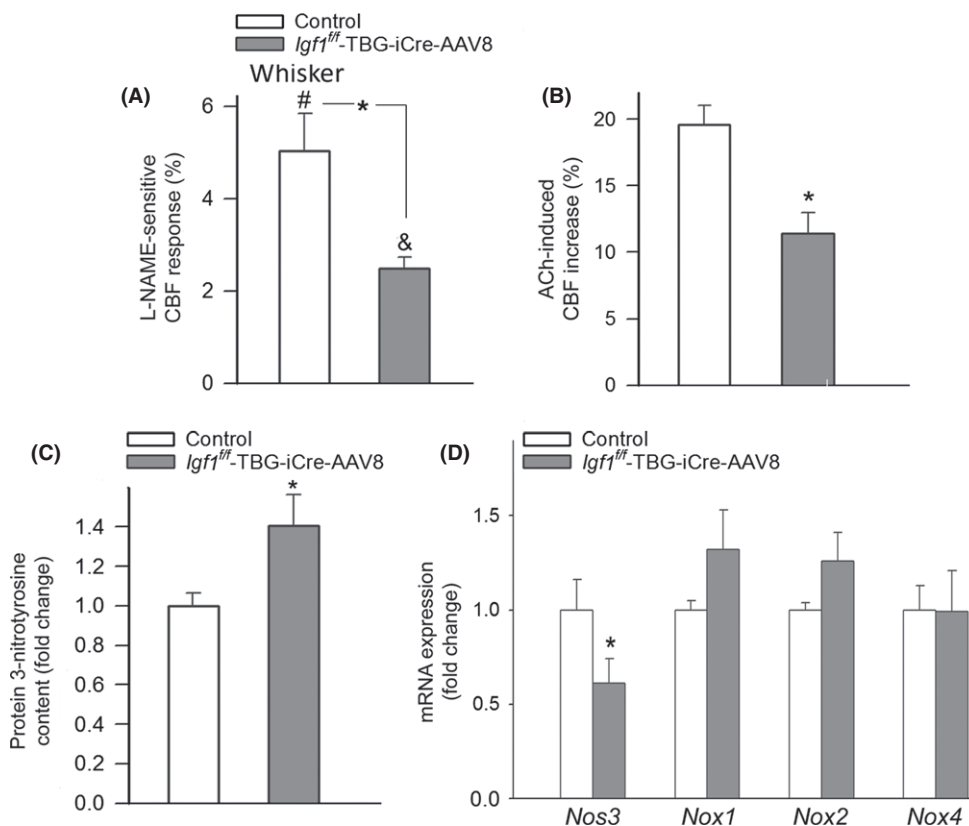 Control
Igf1f/f-TBG-iCre-AAV8
(A)
Whisker
# * &
L-NAME-sensitive
CBF response (%)
6
4
2
0
(B)
ACh-induced
CBF increase (%)
20
15
10
5
0
*
(C)
Control
Igf1f/f-TBG-iCre-AAV8
Protein 3-nitrotyrosine
content (fold change)
1.4
1.2
1.0
0.8
0.6
0.4
0.2
0.0
*
(D)
Control
Igf1f/f-TBG-iCre-AAV8
mRNA expression
(fold change)
1.5
1.0
0.5
0.0
*
Nos3 Nox1 Nox2 Nox4